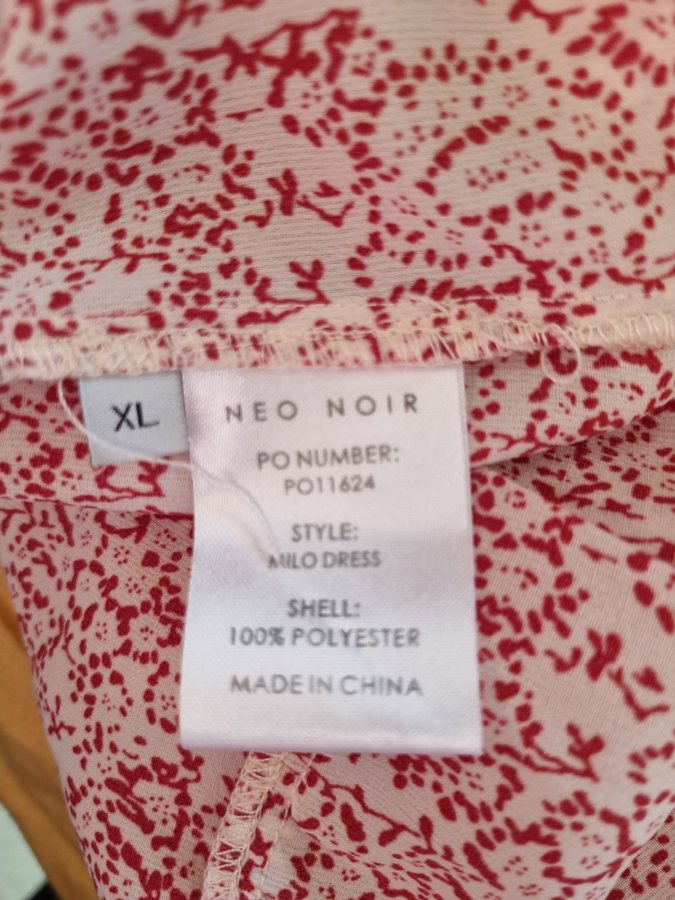 XL
NEO NOIR
PO NUMBER:
PO11624
STYLE:
MILO DRESS
SHELL:
100% POLYESTER
MADE IN CHINA